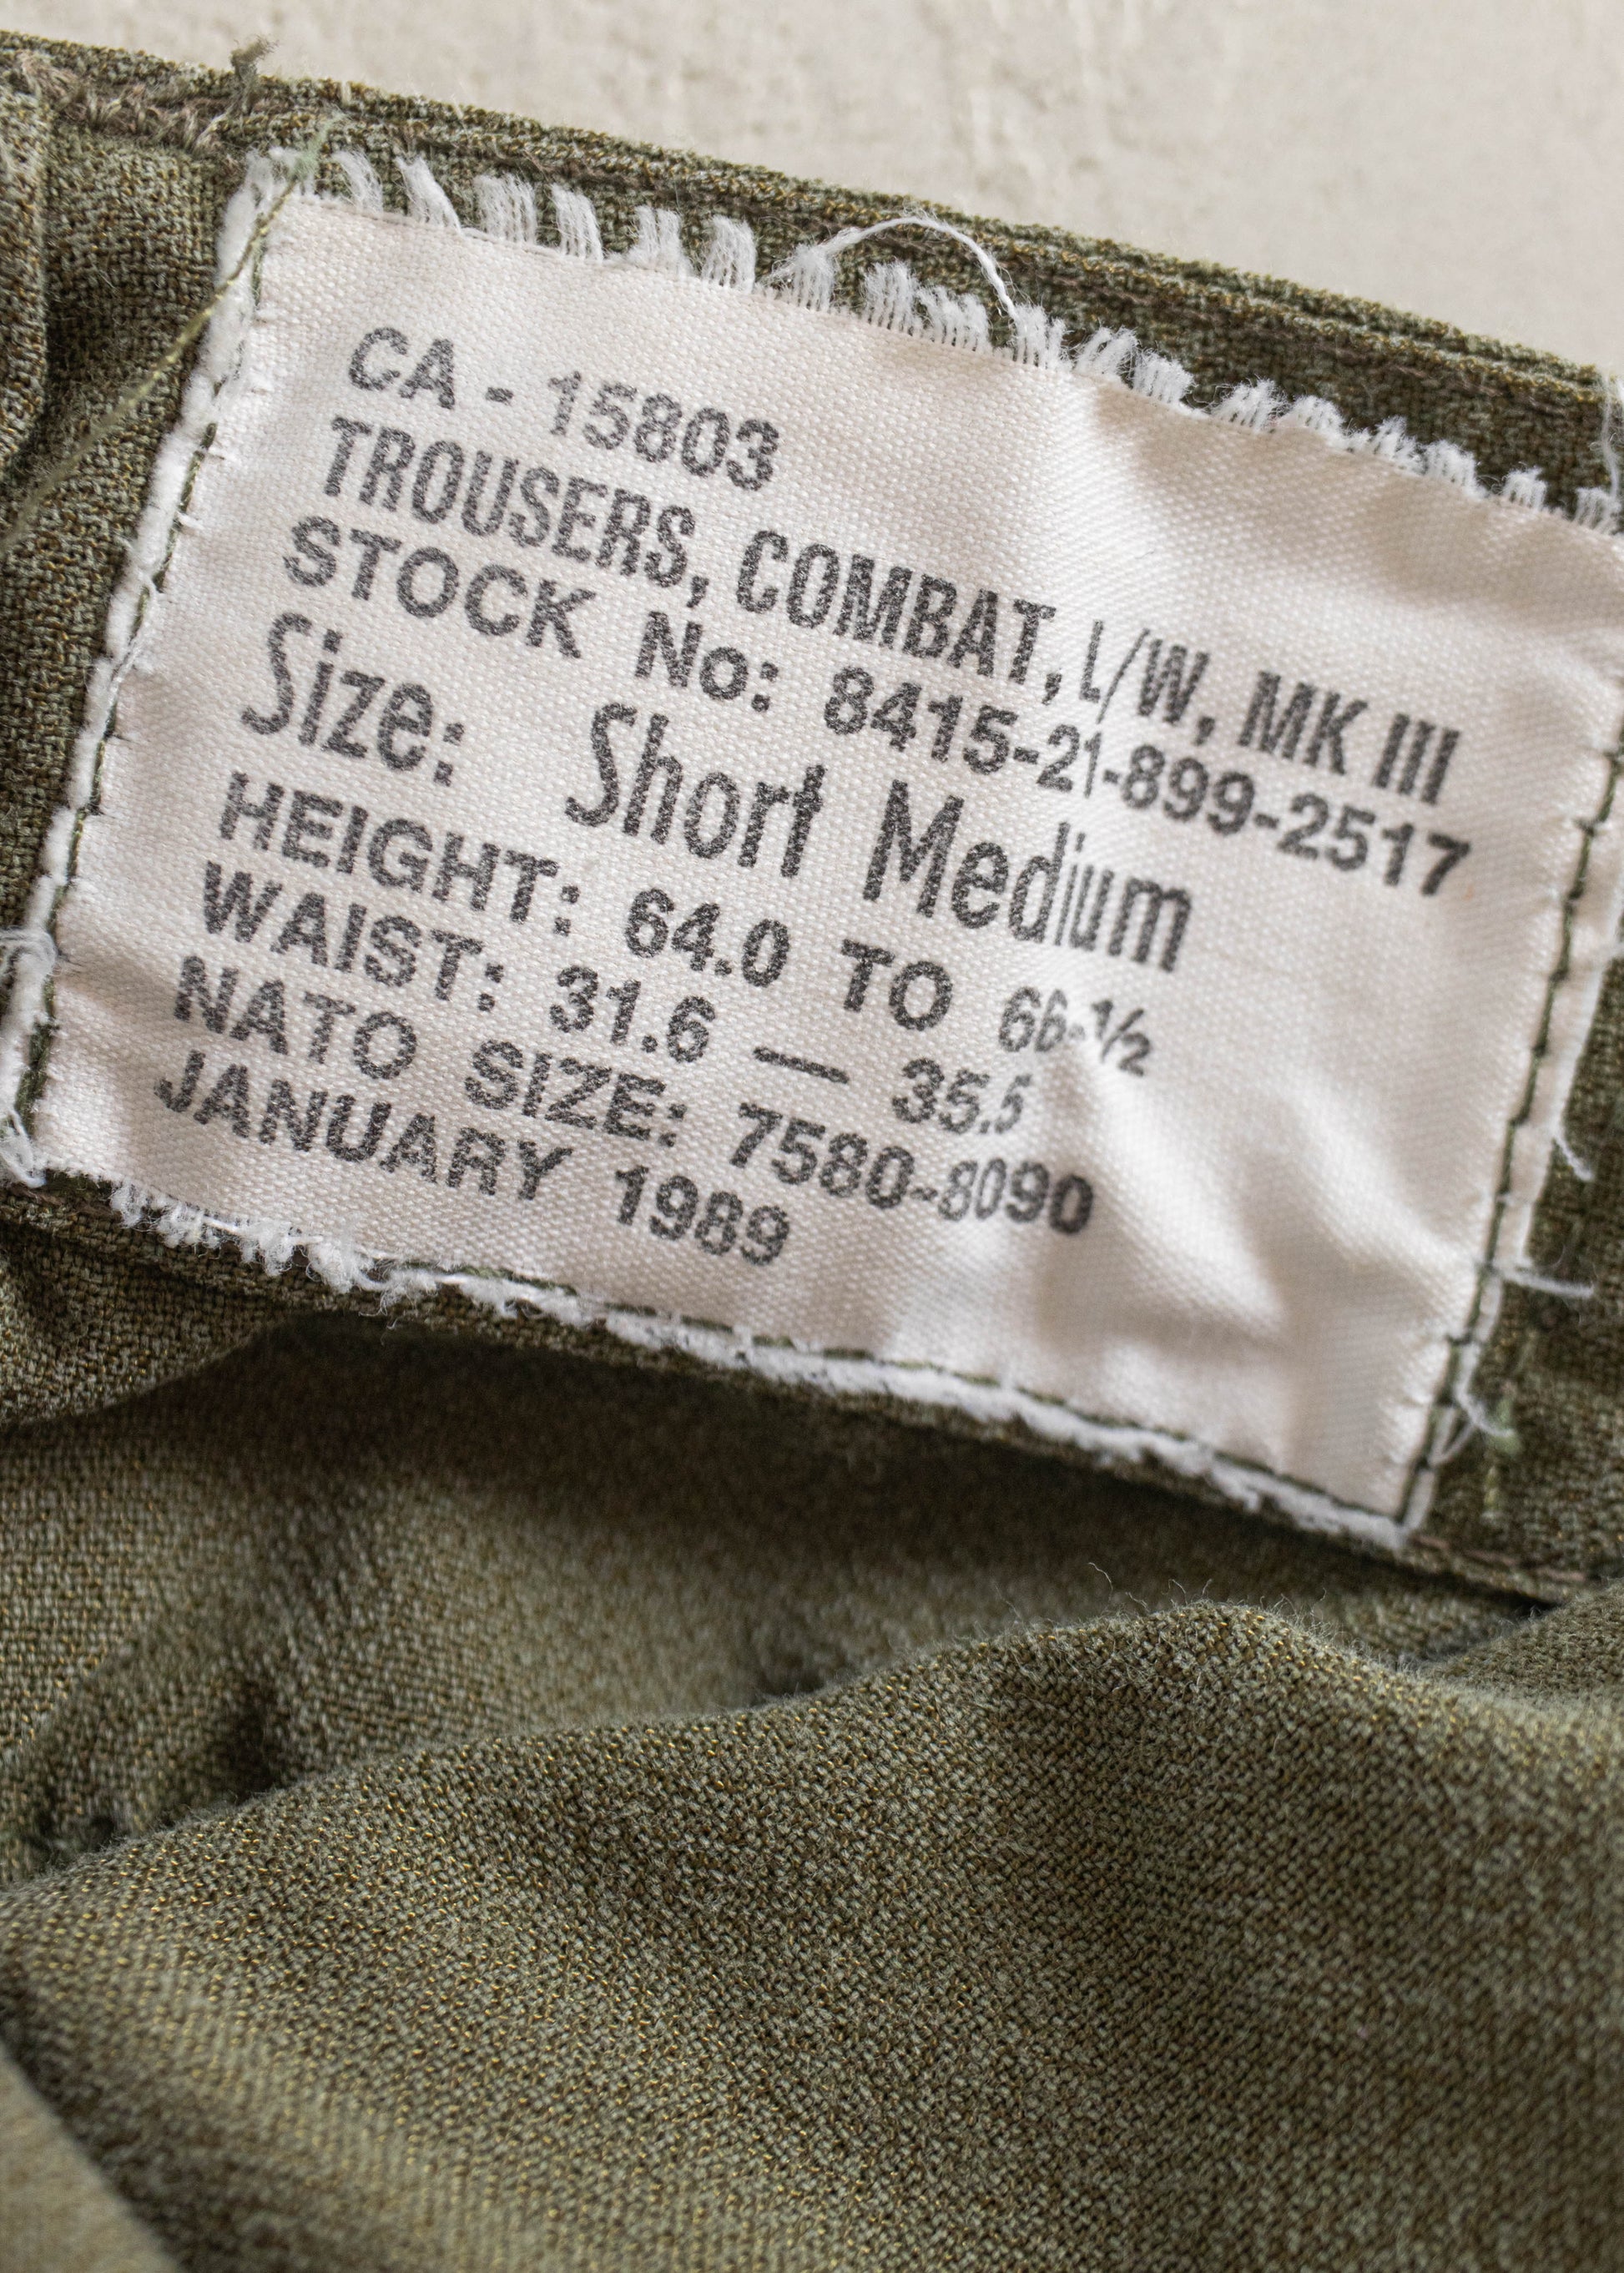 CA - 15803
TROUSERS, COMBAT, L/W, MK III
STOCK No: 8415-21-899-2517
Size: Short Medium
HEIGHT: 64.0 TO 66-½
WAIST: 31.6 — 35.5
NATO SIZE: 7580-8090
JANUARY 1989